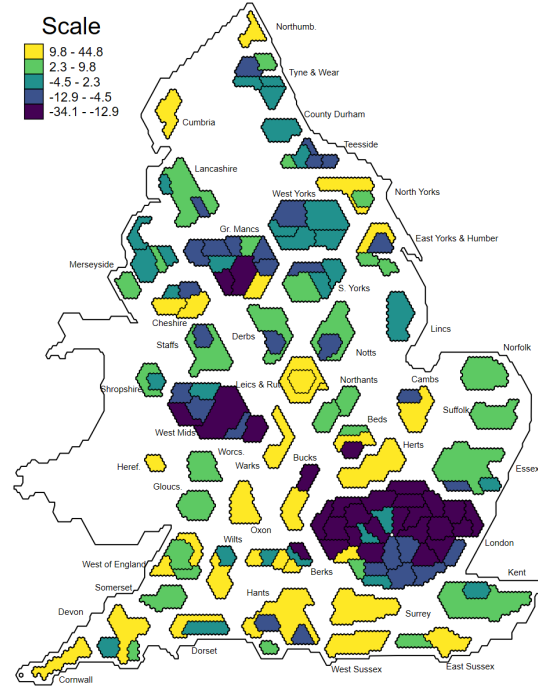 Scale
9.8 - 44.8
2.3 - 9.8
-4.5 - 2.3
-12.9 - -4.5
-34.1 - -12.9
Northumb.
Tyne & Wear
County Durham
Cumbria
Teesside
Lancashire
West Yorks
North Yorks
Gr. Mancs
East Yorks & Humber
Merseyside
S. Yorks
Cheshire
Lincs
Staffs
Derbs
Notts
Norfolk
Shropshire
Leics & Rut
Northants
Cambs
Suffolk
Beds
West Mids
Herts
Worcs.
Warks
Bucks
Heref.
Essex
Gloucs.
Oxon
Wilts
London
West of England
Berks
Kent
Somerset
Hants
Devon
Surrey
Dorset
West Sussex
East Sussex
Cornwall